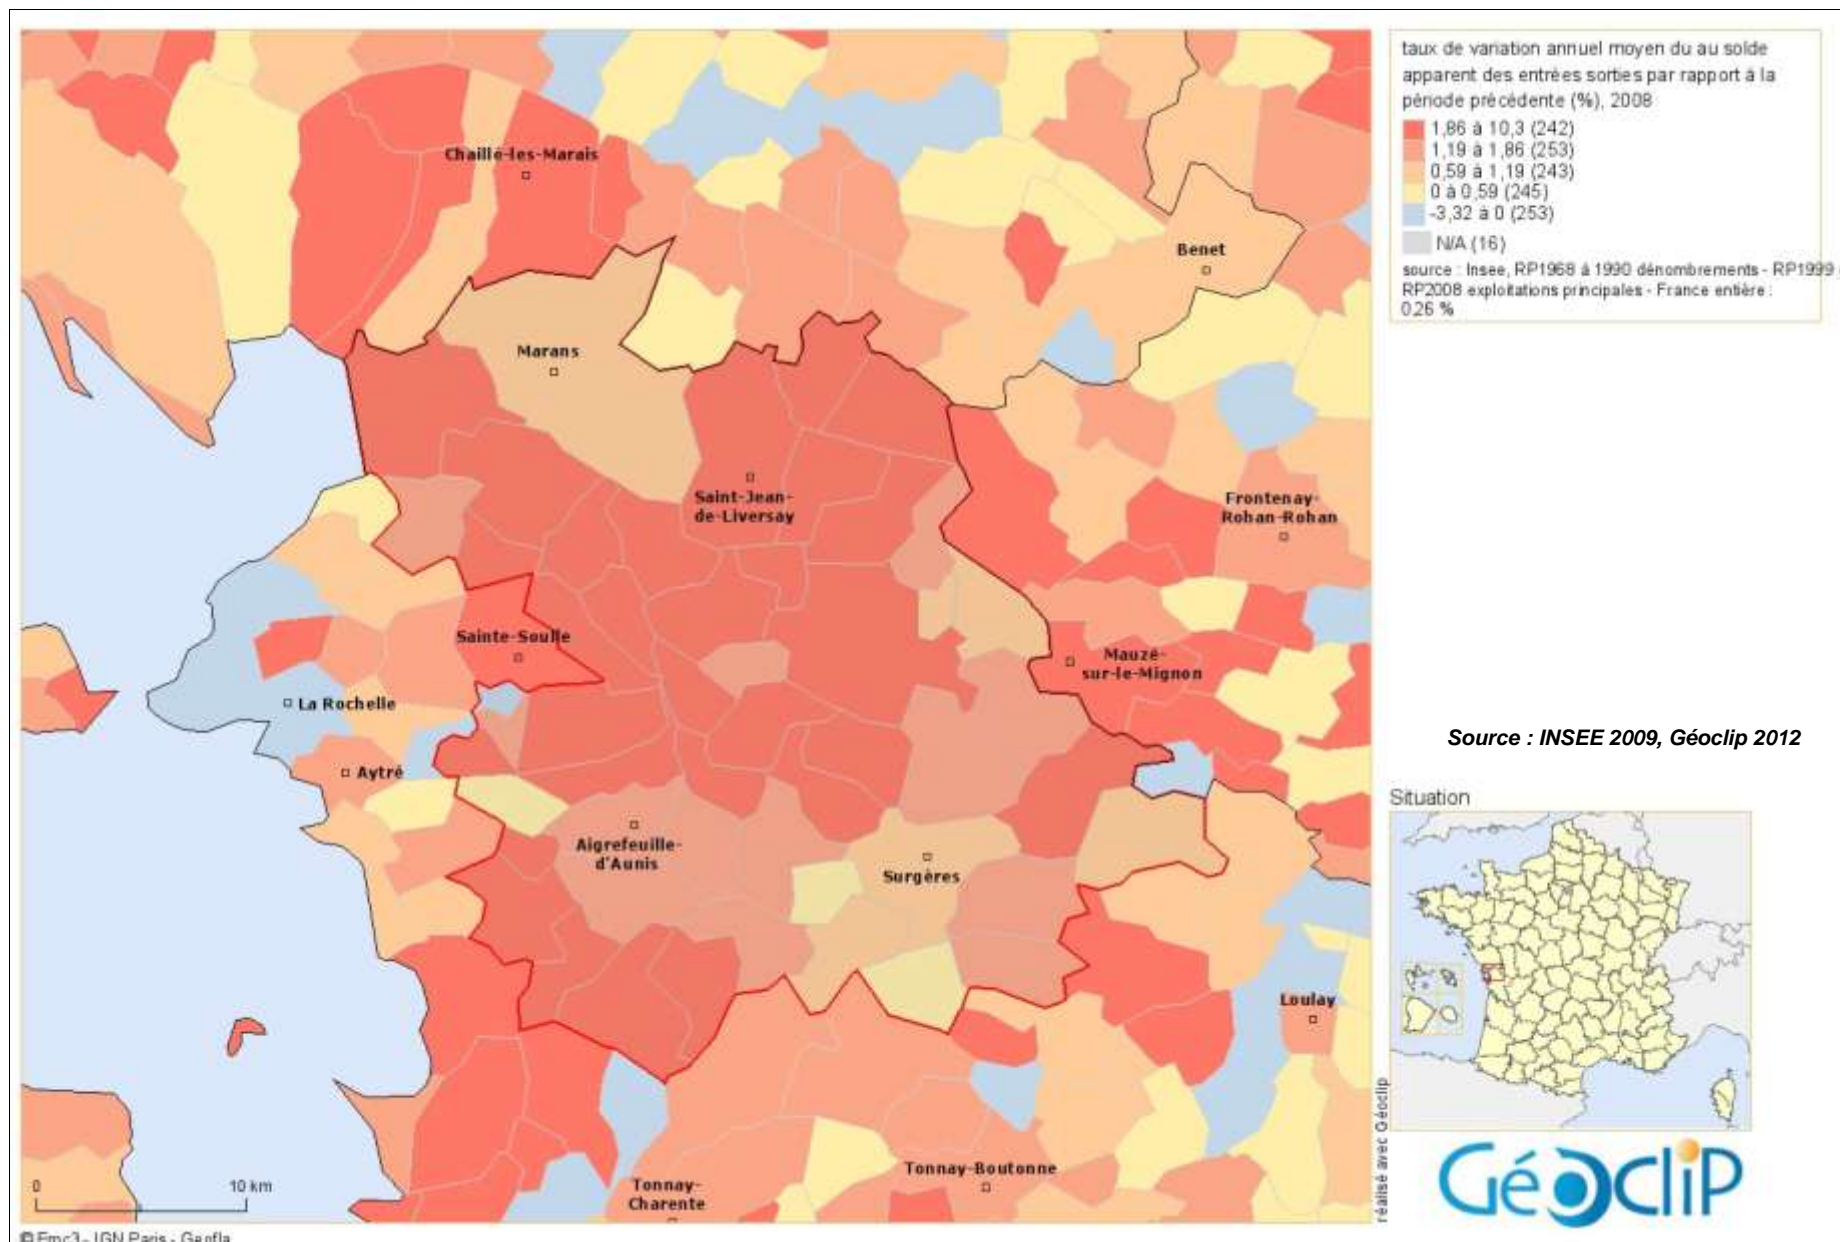 taux de variation annuel moyen du au solde
apparent des entrées sorties par rapport à la
période précédente (%), 2008
1,86 à 10,3 (242)
1,19 à 1,86 (253)
0,59 à 1,19 (243)
0 à 0,59 (245)
-3,32 à 0 (253)
N/A (16)
source : Insee, RP1968 à 1990 dénombrements - RP1999
RP2008 exploitations principales - France entière :
0,26 %
Chaillé-les-Marais
Benet
Marans
Saint-Jean-
de-Liversay
Frontenay-
Rohan-Rohan
Sainte-Soulle
Mauzé-
sur-le-Mignon
La Rochelle
Aytré
Aigrefeuille-
d'Aunis
Surgères
Loulay
Tonnay-Boutonne
Tonnay-
Charente
0 10 km
© Emc3 - IGN Paris - Geofla
réalisé avec Géoclip
Source : INSEE 2009, Géoclip 2012
Situation
Géoclip